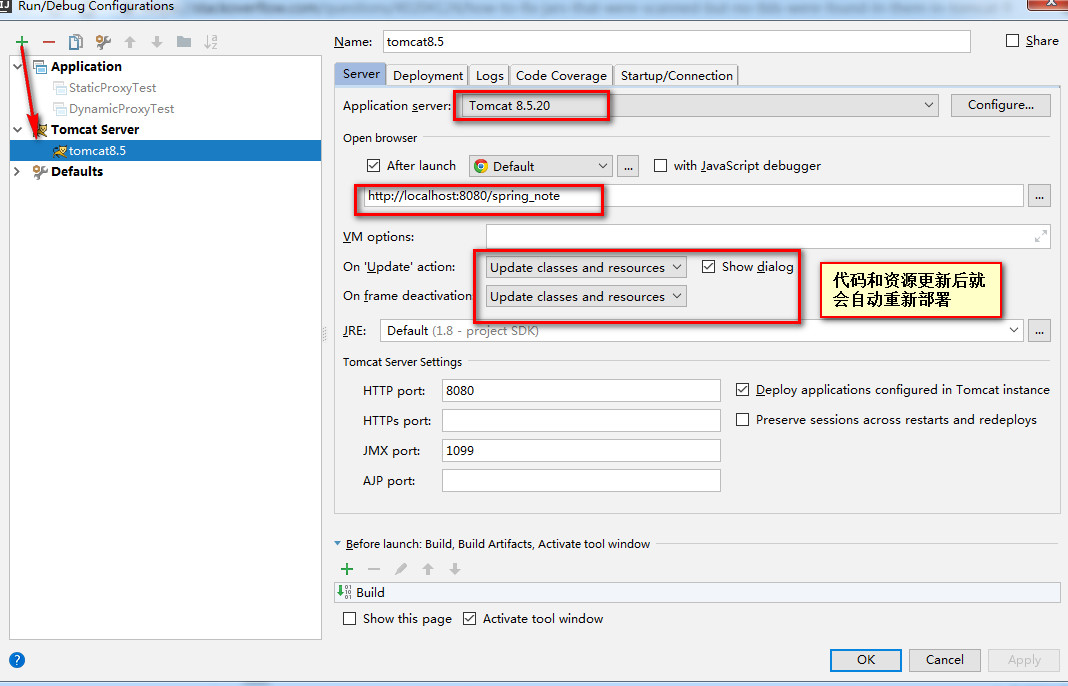 Run/Debug Configurations
Name: tomcat8.5
Share
Application
StaticProxyTest
DynamicProxyTest
Tomcat Server
tomcat8.5
Defaults
Server Deployment Logs Code Coverage Startup/Connection
Application server: Tomcat 8.5.20 Configure...
Open browser
After launch Default ... with JavaScript debugger
http://localhost:8080/spring_note ...
VM options:
On 'Update' action: Update classes and resources Show dialog
On frame deactivation: Update classes and resources
代码和资源更新后就
会自动重新部署
JRE: Default (1.8 - project SDK) ...
Tomcat Server Settings
HTTP port: 8080 Deploy applications configured in Tomcat instance
HTTPs port: Preserve sessions across restarts and redeploys
JMX port: 1099
AJP port:
Before launch: Build, Build Artifacts, Activate tool window
Build
Show this page Activate tool window
? OK Cancel Apply